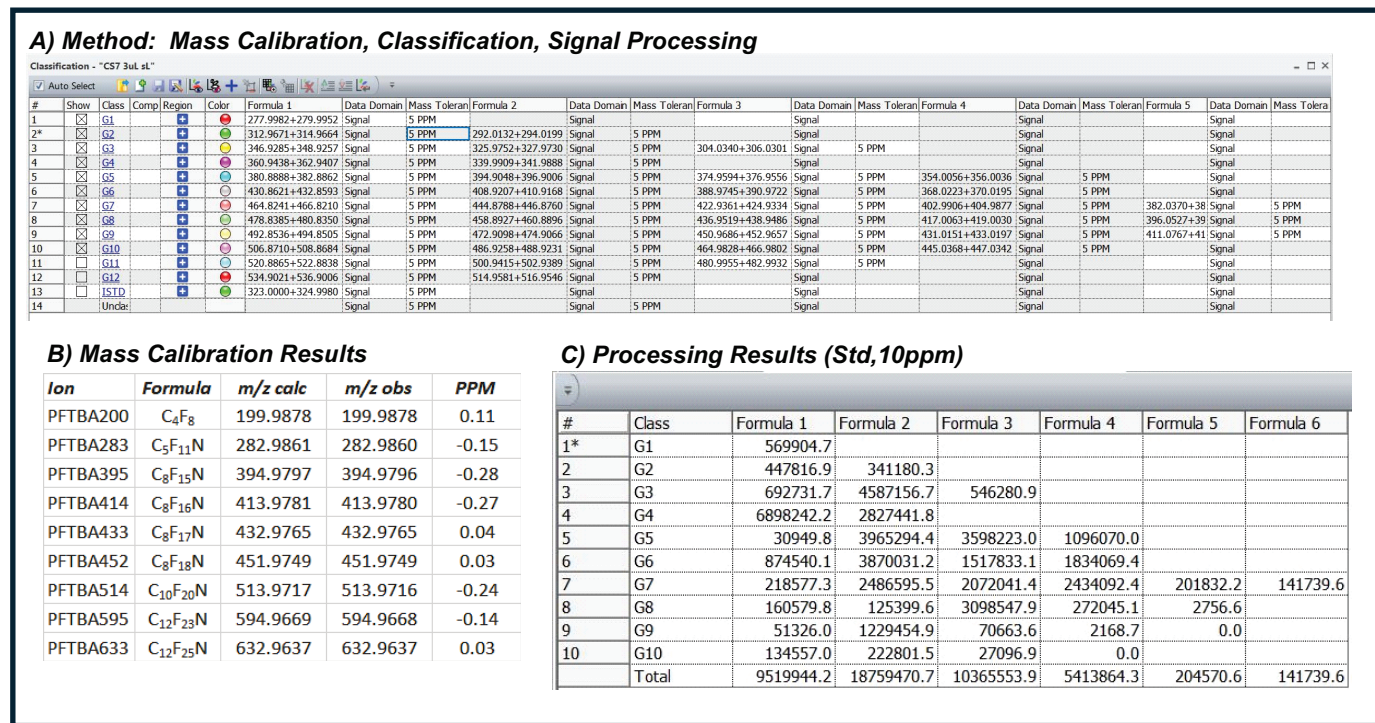 A) Method: Mass Calibration, Classification, Signal Processing
Classification - "CS7 3uL sL"
Auto Select
# Show Class Comp Region Color Formula 1 Data Domain Mass Toleran Formula 2 Data Domain Mass Toleran Formula 3 Data Domain Mass Toleran Formula 4 Data Domain Mass Toleran Formula 5 Data Domain Mass Tolera
1 G1 277.9982+279.9952 Signal 5 PPM Signal Signal Signal Signal
2* G2 312.9671+314.9664 Signal 5 PPM 292.0132+294.0199 Signal 5 PPM Signal Signal Signal
3 G3 346.9285+348.9257 Signal 5 PPM 325.9752+327.9730 Signal 5 PPM 304.0340+306.0301 Signal 5 PPM Signal Signal
4 G4 360.9438+362.9407 Signal 5 PPM 339.9909+341.9888 Signal 5 PPM Signal Signal Signal
5 G5 380.8888+382.8862 Signal 5 PPM 394.9048+396.9006 Signal 5 PPM 374.9594+376.9556 Signal 5 PPM 354.0056+356.0036 Signal 5 PPM Signal
6 G6 430.8621+432.8593 Signal 5 PPM 408.9207+410.9168 Signal 5 PPM 388.9745+390.9722 Signal 5 PPM 368.0223+370.0195 Signal 5 PPM Signal
7 G7 464.8241+466.8210 Signal 5 PPM 444.8788+446.8760 Signal 5 PPM 422.9361+424.9334 Signal 5 PPM 402.9906+404.9877 Signal 5 PPM 382.0370+38 Signal 5 PPM
8 G8 478.8385+480.8350 Signal 5 PPM 458.8927+460.8896 Signal 5 PPM 436.9519+438.9486 Signal 5 PPM 417.0063+419.0030 Signal 5 PPM 396.0527+39 Signal 5 PPM
9 G9 492.8536+494.8505 Signal 5 PPM 472.9098+474.9066 Signal 5 PPM 450.9686+452.9657 Signal 5 PPM 431.0151+433.0197 Signal 5 PPM 411.0767+41 Signal 5 PPM
10 G10 506.8710+508.8684 Signal 5 PPM 486.9258+488.9231 Signal 5 PPM 464.9828+466.9802 Signal 5 PPM 445.0368+447.0342 Signal 5 PPM Signal
11 G11 520.8865+522.8838 Signal 5 PPM 500.9415+502.9389 Signal 5 PPM 480.9955+482.9932 Signal 5 PPM Signal Signal
12 G12 534.9021+536.9006 Signal 5 PPM 514.9581+516.9546 Signal 5 PPM Signal Signal Signal
13 ISTD 323.0000+324.9980 Signal 5 PPM Signal Signal Signal Signal
14 Unclas Signal 5 PPM Signal 5 PPM Signal Signal Signal
B) Mass Calibration Results
Ion Formula m/z calc m/z obs PPM
PFTBA200 C4F8 199.9878 199.9878 0.11
PFTBA283 C5F11N 282.9861 282.9860 -0.15
PFTBA395 C8F15N 394.9797 394.9796 -0.28
PFTBA414 C8F16N 413.9781 413.9780 -0.27
PFTBA433 C8F17N 432.9765 432.9765 0.04
PFTBA452 C8F18N 451.9749 451.9749 0.03
PFTBA514 C10F20N 513.9717 513.9716 -0.24
PFTBA595 C12F23N 594.9669 594.9668 -0.14
PFTBA633 C12F25N 632.9637 632.9637 0.03
C) Processing Results (Std,10ppm)
# Class Formula 1 Formula 2 Formula 3 Formula 4 Formula 5 Formula 6
1* G1 569904.7
2 G2 447816.9 341180.3
3 G3 692731.7 4587156.7 546280.9
4 G4 6898242.2 2827441.8
5 G5 30949.8 3965294.4 3598223.0 1096070.0
6 G6 874540.1 3870031.5 1517833.1 1834069.4
7 G7 218577.3 2486595.5 2072041.4 2434092.4 201832.2 141739.6
8 G8 160579.8 125399.6 3098547.9 272045.1 2756.6
9 G9 51326.0 1229454.9 70663.6 2168.7 0.0
10 G10 134557.0 222801.5 27096.9 0.0
Total 9519944.2 18759470.7 10365553.9 5413864.3 204570.6 141739.6